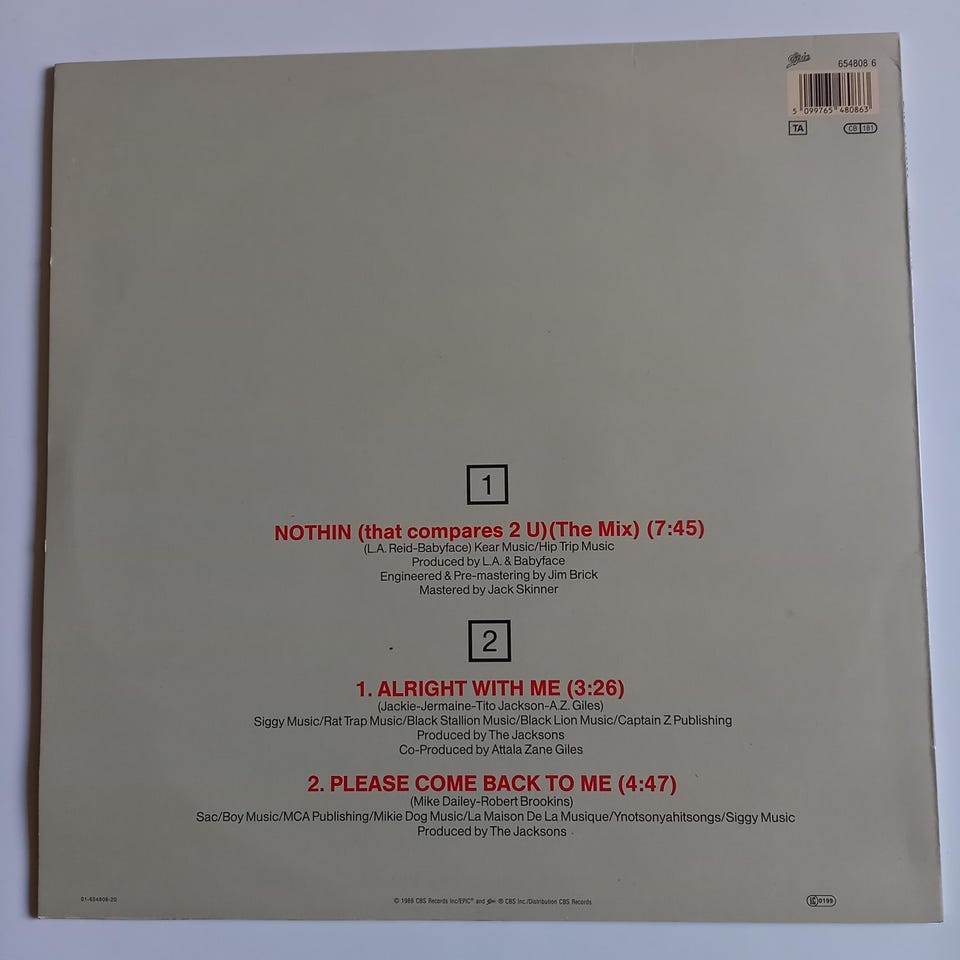 Epic
654808 6
5 099765 480863
TA
CB 181
1
NOTHIN (that compares 2 U)(The Mix) (7:45)
(L.A. Reid-Babyface) Kear Music/Hip Trip Music
Produced by L.A. & Babyface
Engineered & Pre-mastering by Jim Brick
Mastered by Jack Skinner
2
1. ALRIGHT WITH ME (3:26)
(Jackie-Jermaine-Tito Jackson-A.Z. Giles)
Siggy Music/Rat Trap Music/Black Stallion Music/Black Lion Music/Captain Z Publishing
Produced by The Jacksons
Co-Produced by Attala Zane Giles
2. PLEASE COME BACK TO ME (4:47)
(Mike Dailey-Robert Brookins)
Sac/Boy Music/MCA Publishing/Mikie Dog Music/La Maison De La Musique/Ynotsonyahitsongs/Siggy Music
Produced by The Jacksons
01-654808-20
© 1989 CBS Records Inc/EPIC® and Epic ® CBS Inc./Distribution CBS Records
LC 0199